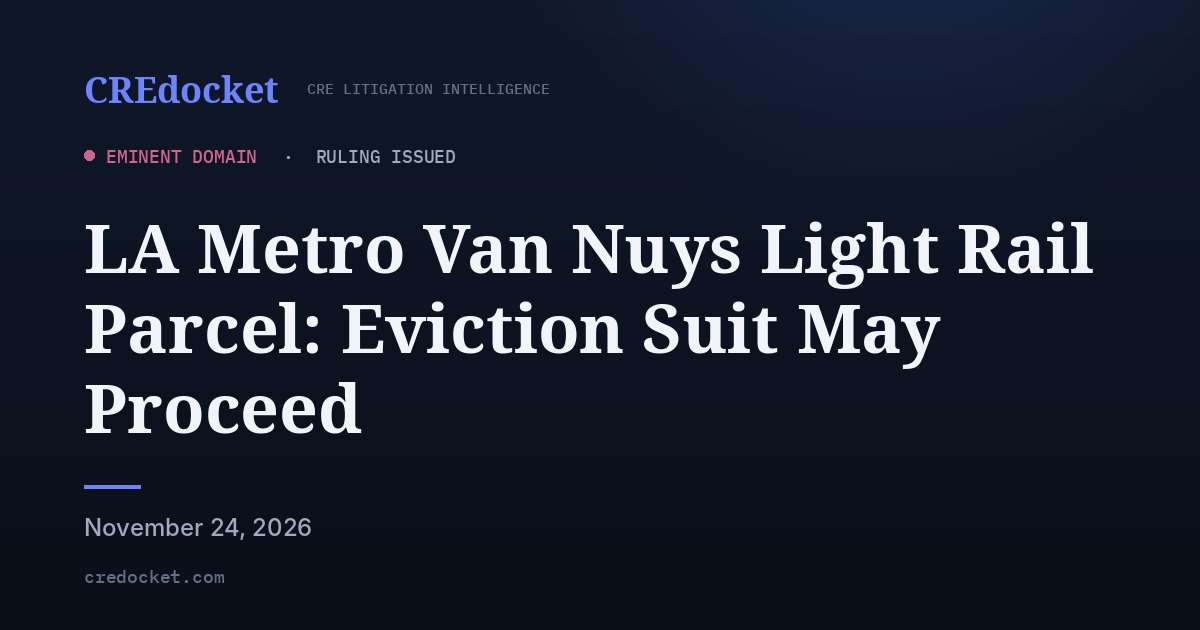 CREdocket CRE LITIGATION INTELLIGENCE
EMINENT DOMAIN · RULING ISSUED
LA Metro Van Nuys Light Rail
Parcel: Eviction Suit May
Proceed
November 24, 2026
credocket.com